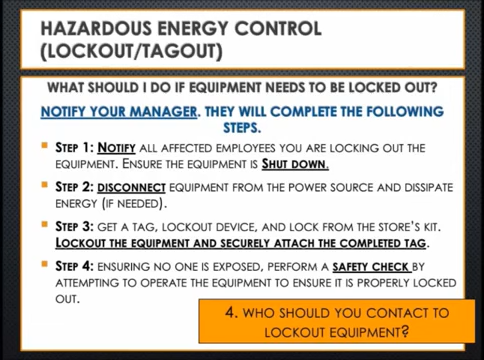 HAZARDOUS ENERGY CONTROL
(LOCKOUT/TAGOUT)
WHAT SHOULD I DO IF EQUIPMENT NEEDS TO BE LOCKED OUT?
NOTIFY YOUR MANAGER. THEY WILL COMPLETE THE FOLLOWING
STEPS.
STEP 1: NOTIFY ALL AFFECTED EMPLOYEES YOU ARE LOCKING OUT
THE EQUIPMENT. ENSURE THE EQUIPMENT IS SHUT DOWN.
STEP 2: DISCONNECT EQUIPMENT FROM THE POWER SOURCE AND DISSIPATE
ENERGY (IF NEEDED).
STEP 3: GET A TAG, LOCKOUT DEVICE, AND LOCK FROM THE STORE'S KIT.
LOCKOUT THE EQUIPMENT AND SECURELY ATTACH THE COMPLETED TAG.
STEP 4: ENSURING NO ONE IS EXPOSED, PERFORM A SAFETY CHECK BY
ATTEMPTING TO OPERATE THE EQUIPMENT TO ENSURE IT IS PROPERLY LOCKED
OUT.
4. WHO SHOULD YOU CONTACT TO
LOCKOUT EQUIPMENT?